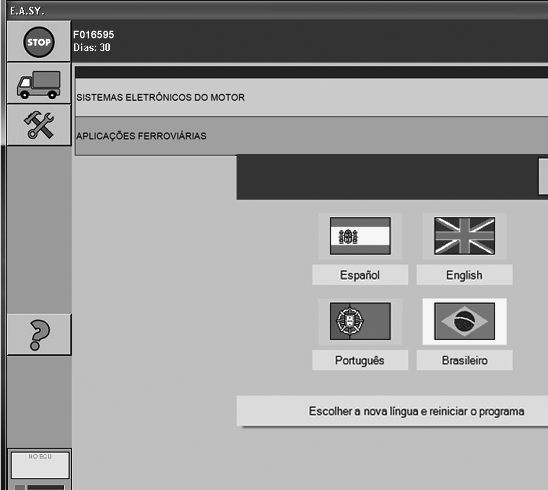 E.A.SY.
STOP
F016595
Dias: 30
SISTEMAS ELETRÓNICOS DO MOTOR
APLICAÇÕES FERROVIÁRIAS
Español
English
Português
Brasileiro
Escolher a nova língua e reiniciar o programa
NO ECU